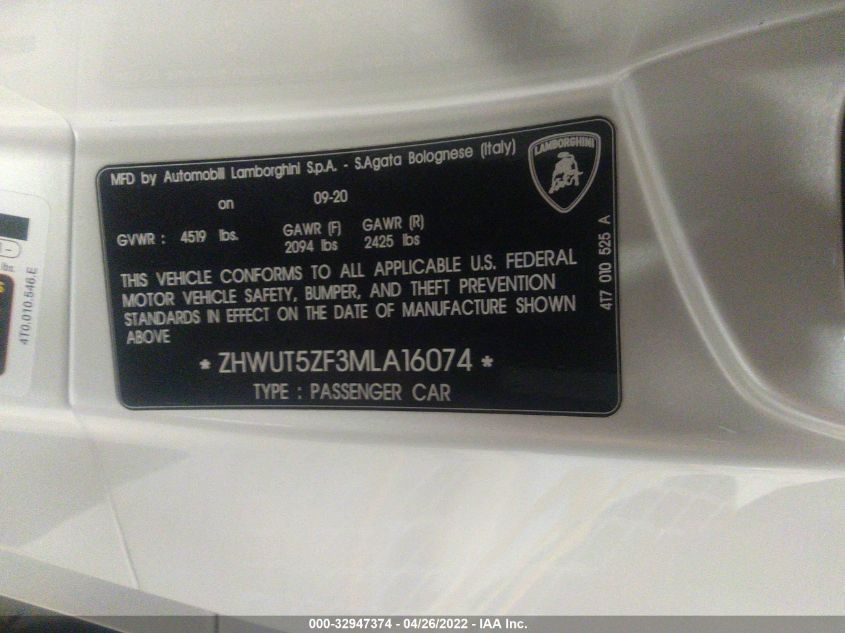 MFD by Automobili Lamborghini S.p.A. - S.Agata Bolognese (Italy)
LAMBORGHINI
on 09-20
GVWR : 4519 lbs. GAWR (F) GAWR (R)
2094 lbs 2425 lbs
THIS VEHICLE CONFORMS TO ALL APPLICABLE U.S. FEDERAL
MOTOR VEHICLE SAFETY, BUMPER, AND THEFT PREVENTION
STANDARDS IN EFFECT ON THE DATE OF MANUFACTURE SHOWN
ABOVE
* ZHWUT5ZF3MLA16074 *
TYPE : PASSENGER CAR
4T7 010 525 A
4T0.010.546.E
lbs.
000-32947374 - 04/26/2022 - IAA Inc.